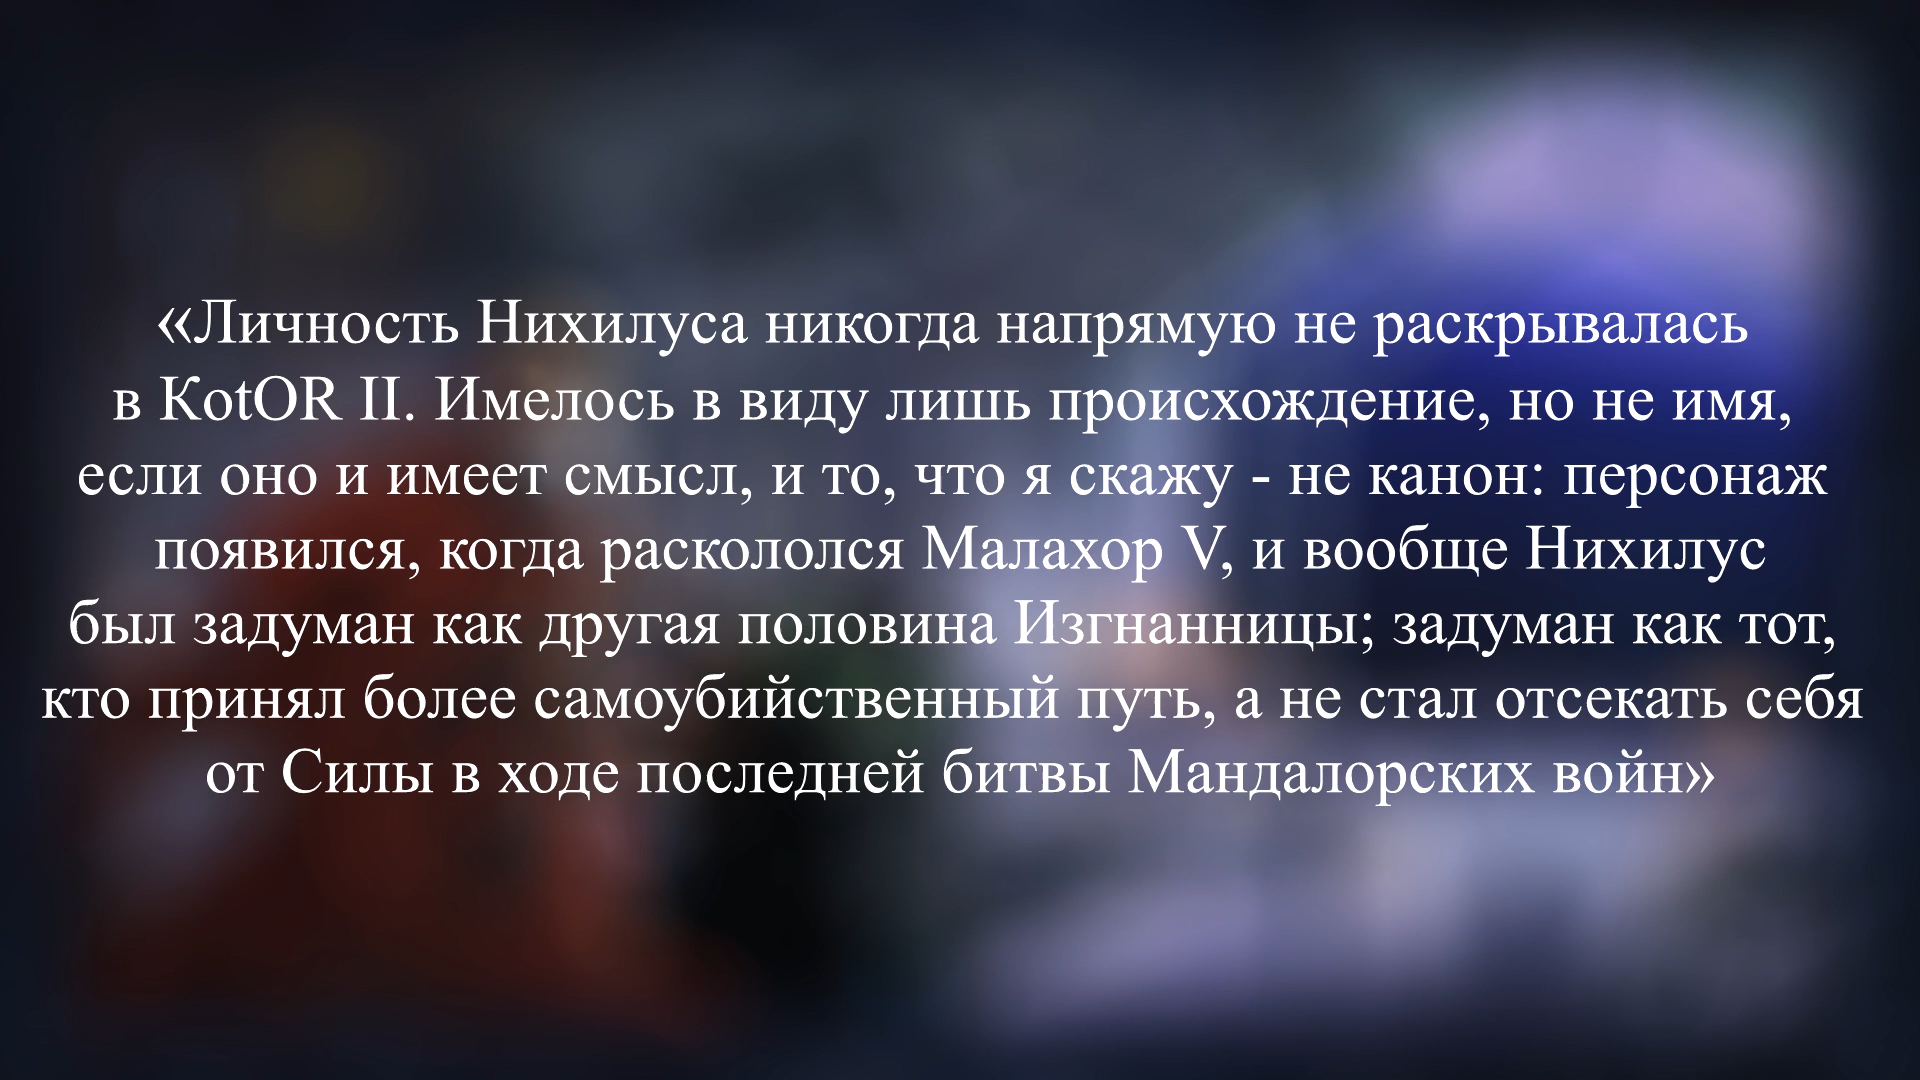 «Личность Нихилуса никогда напрямую не раскрывалась
в KotOR II. Имелось в виду лишь происхождение, но не имя,
если оно и имеет смысл, и то, что я скажу - не канон: персонаж
появился, когда раскололся Малахор V, и вообще Нихилус
был задуман как другая половина Изгнанницы; задуман как тот,
кто принял более самоубийственный путь, а не стал отсекать себя
от Силы в ходе последней битвы Мандалорских войн»